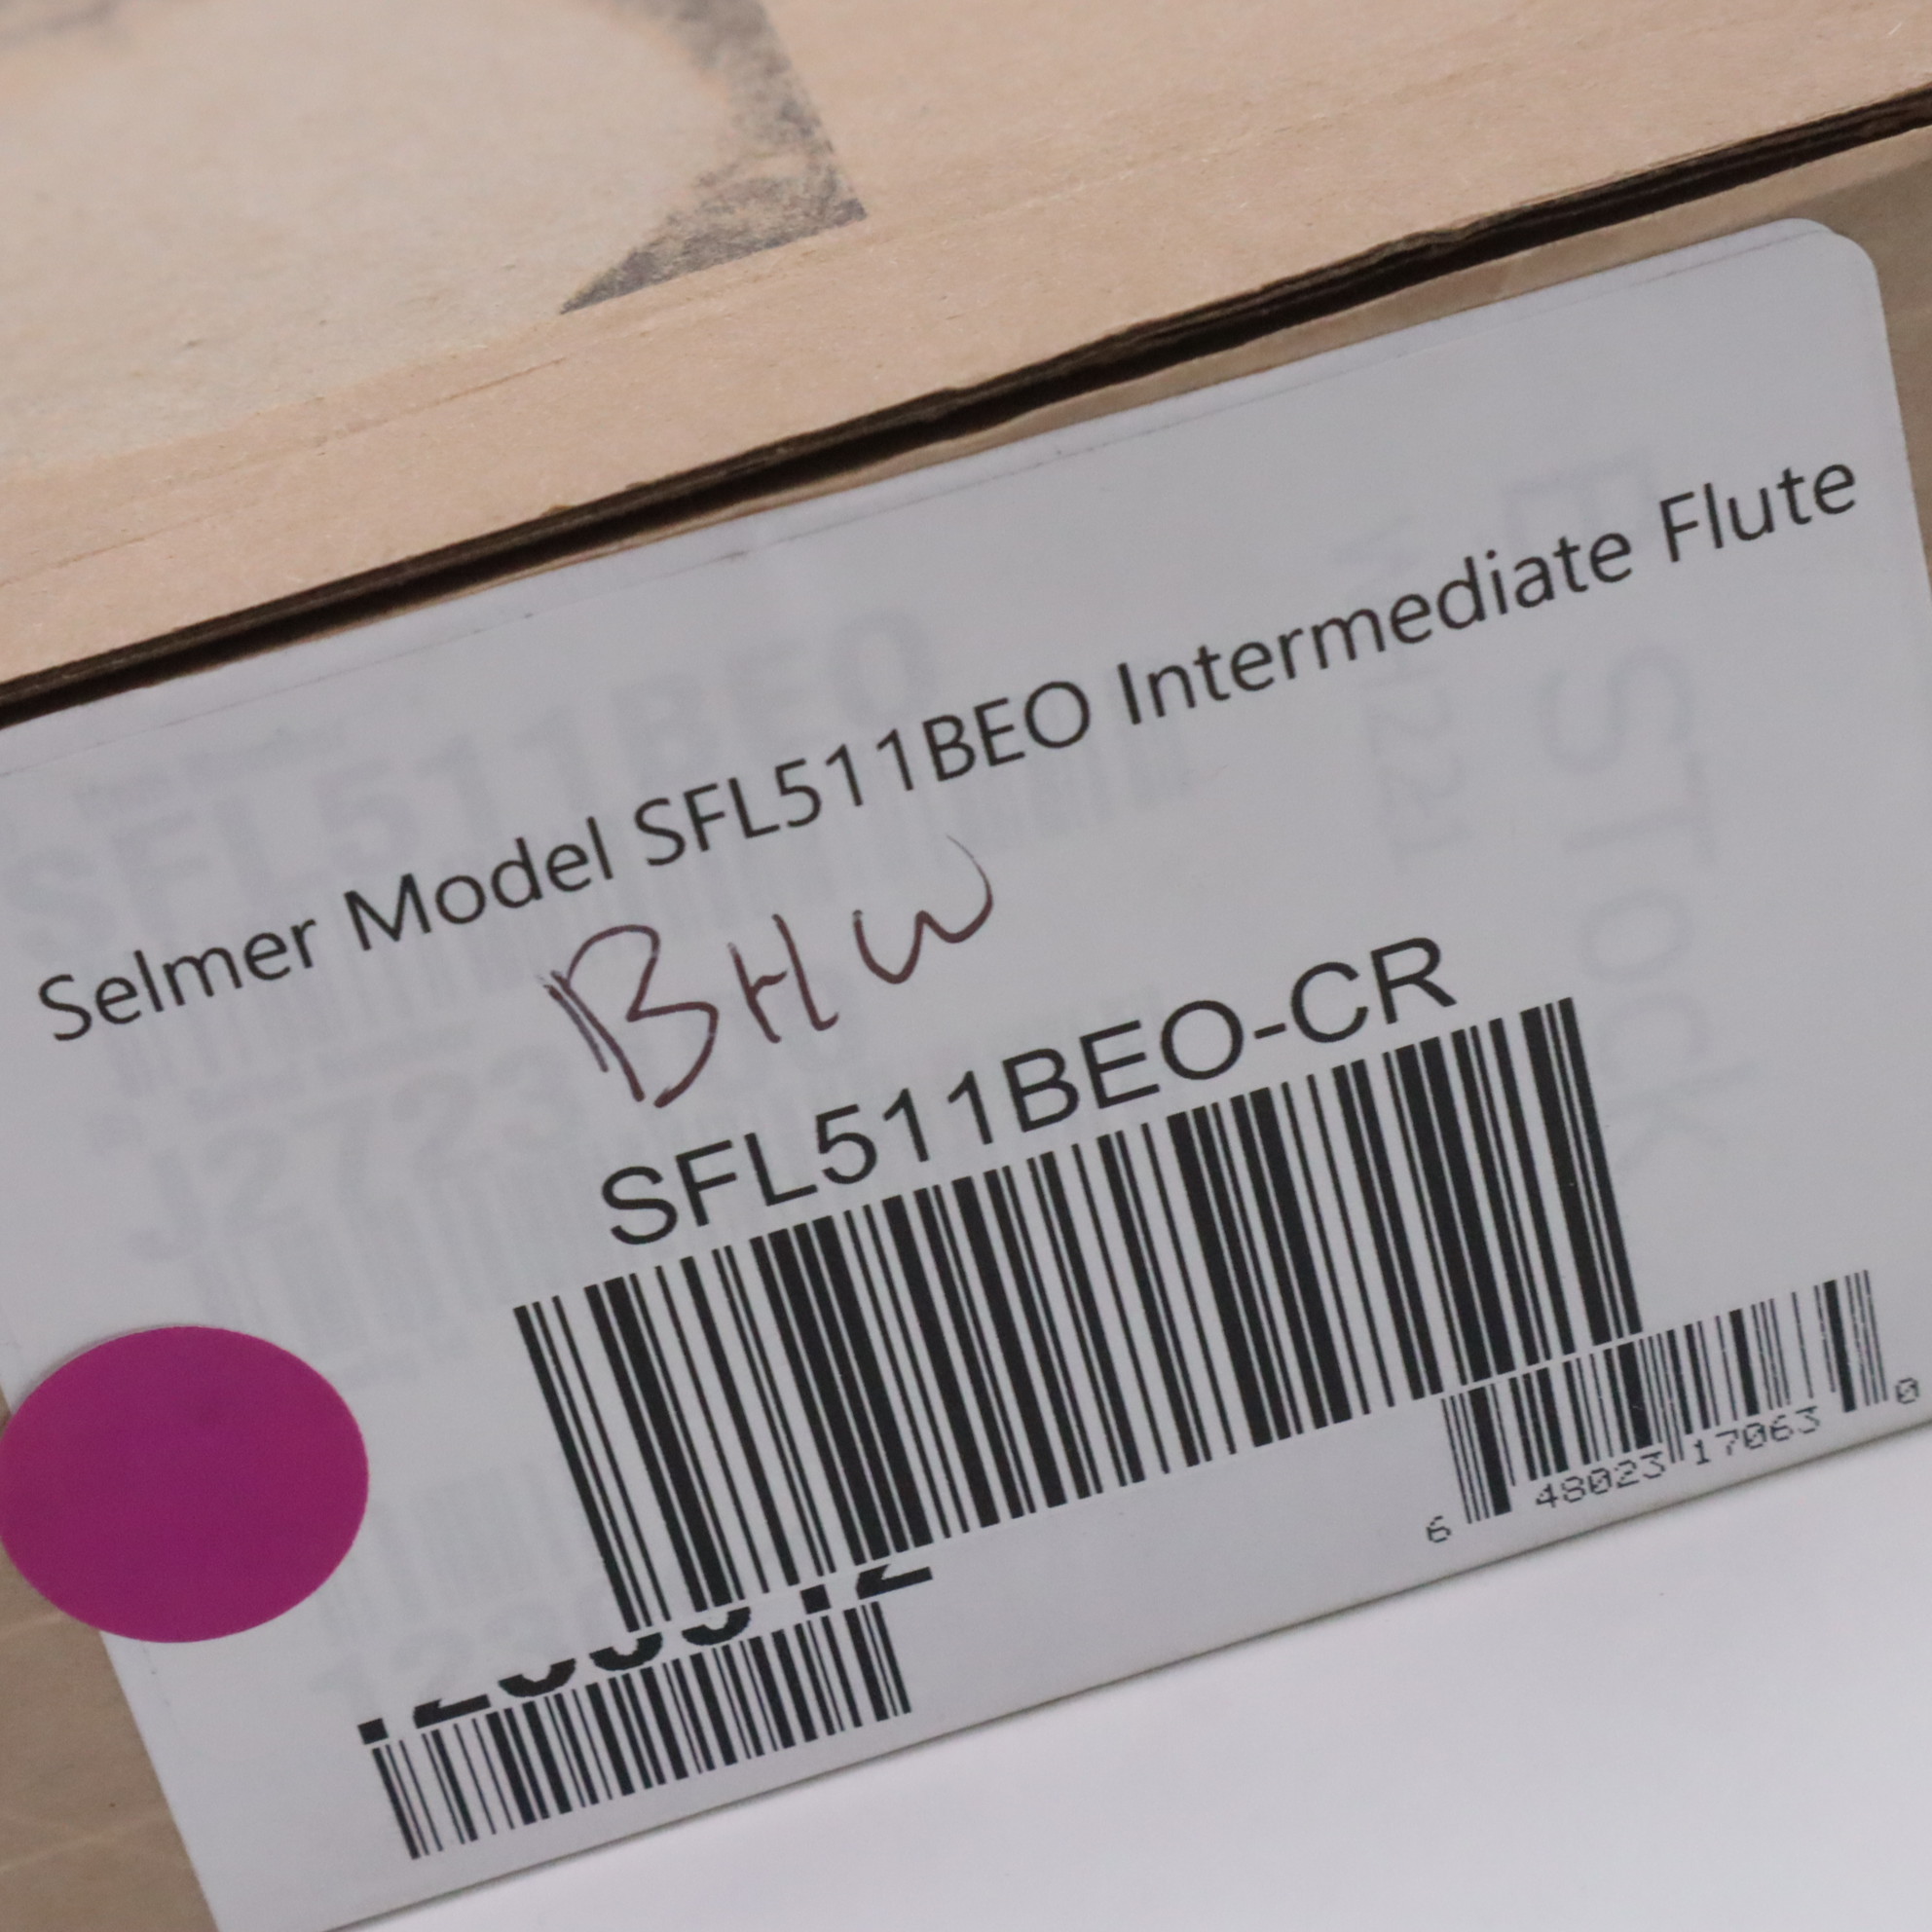 Selmer Model SFL511BEO Intermediate Flute
BHW
SFL511BEO-CR
6 48023 17063 0